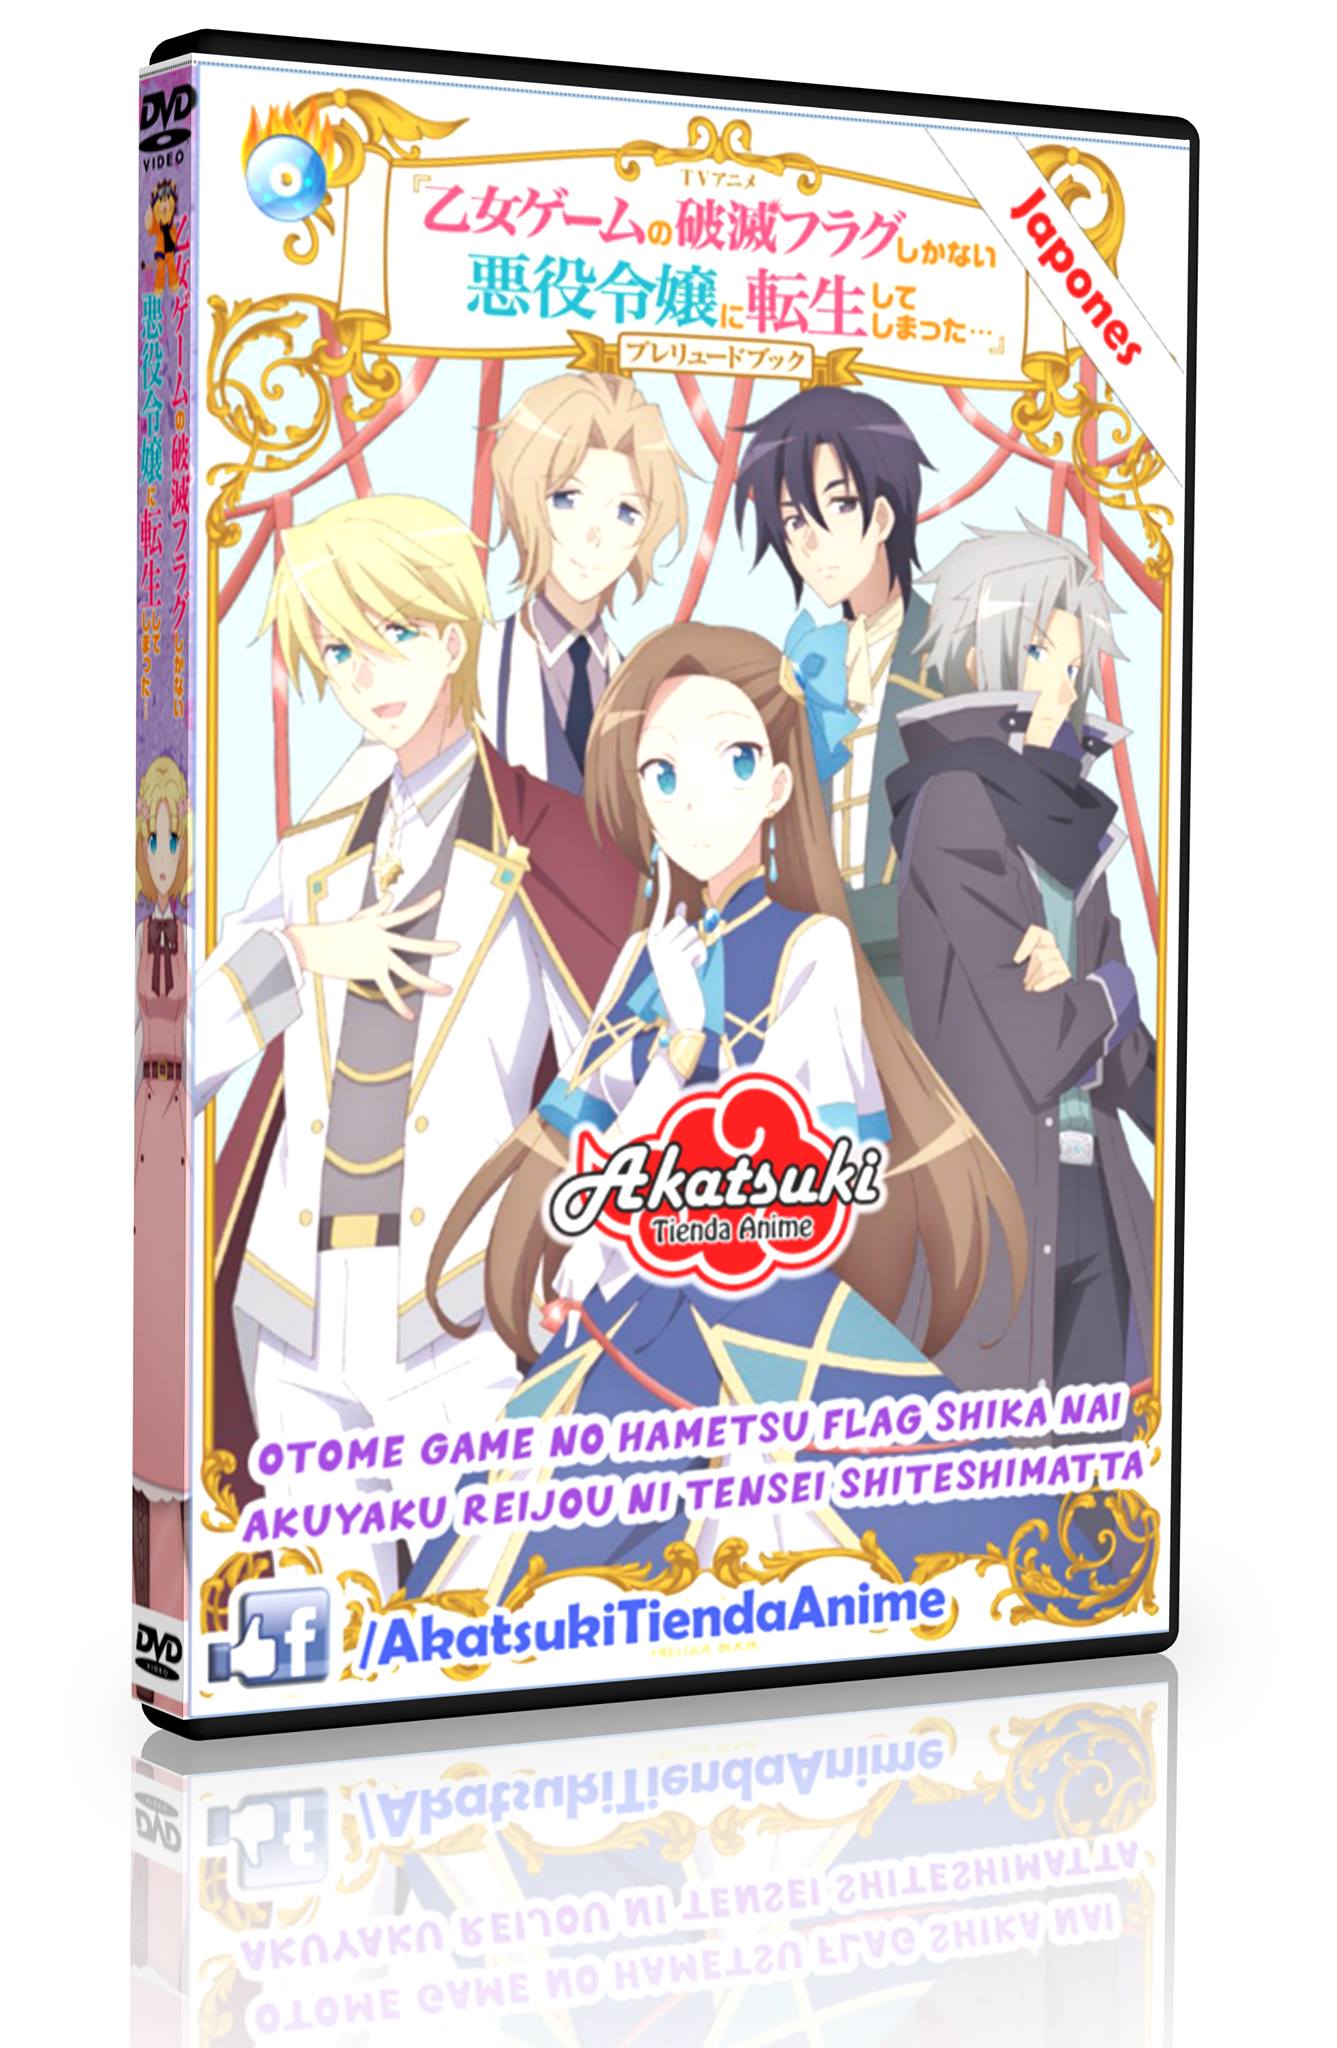 DVD
VIDEO
乙女ゲームの破滅フラグしかない
悪役令嬢に転生してしまった…
DVD
VIDEO
TVアニメ
『乙女ゲームの破滅フラグしかない
悪役令嬢に転生して
しまった…』
プレリュードブック
Japones
Akatsuki
Tienda Anime
OTOME GAME NO HAMETSU FLAG SHIKA NAI
AKUYAKU REIJOU NI TENSEI SHITESHIMATTA
f /AkatsukiTiendaAnime
PRELUDE BOOK